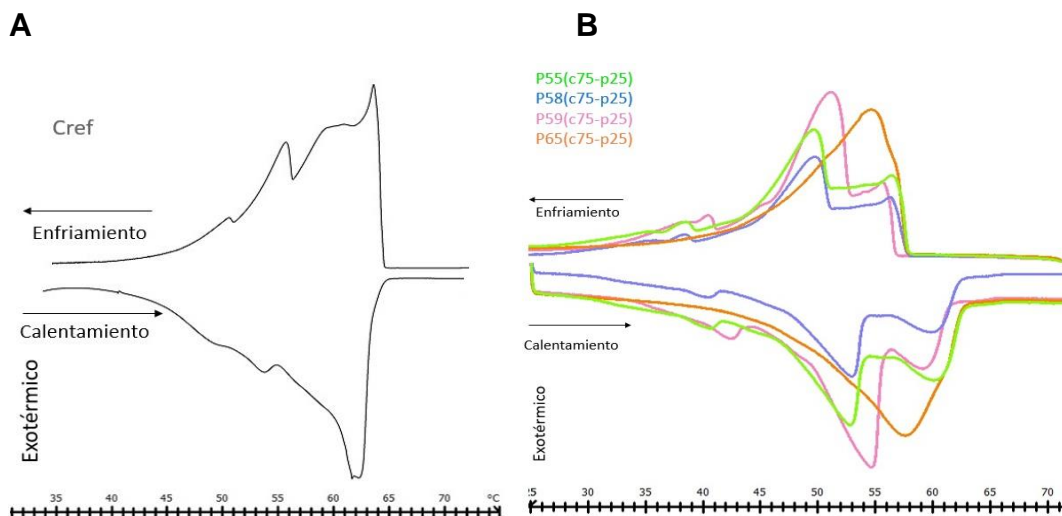 A
Cref
Enfriamiento
Calentamiento
Exotérmico
35 40 45 50 55 60 65 70 °C
B
P55(c75-p25)
P58(c75-p25)
P59(c75-p25)
P65(c75-p25)
Enfriamiento
Calentamiento
Exotérmico
25 30 35 40 45 50 55 60 65 70